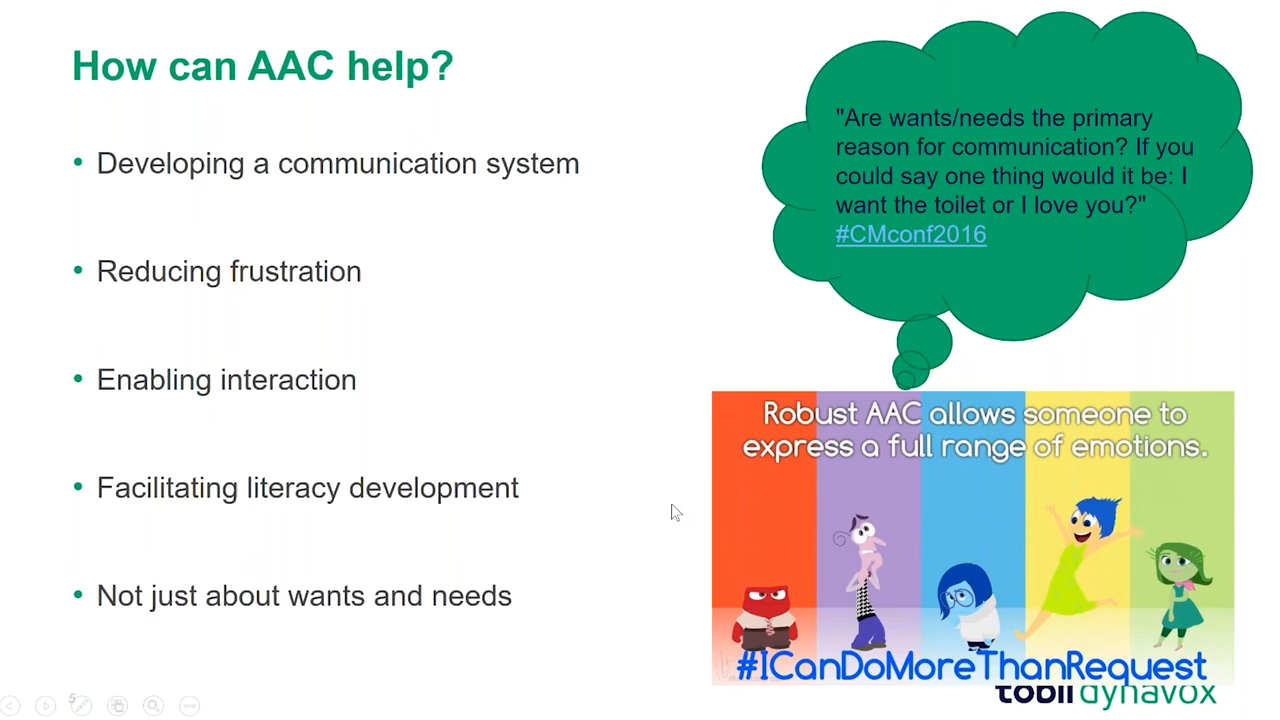 How can AAC help?
• Developing a communication system
• Reducing frustration
• Enabling interaction
• Facilitating literacy development
• Not just about wants and needs
"Are wants/needs the primary
reason for communication? If you
could say one thing would it be: I
want the toilet or I love you?"
#CMconf2016
Robust AAC allows someone to
express a full range of emotions.
#ICanDoMoreThanRequest
tobii dynavox
5